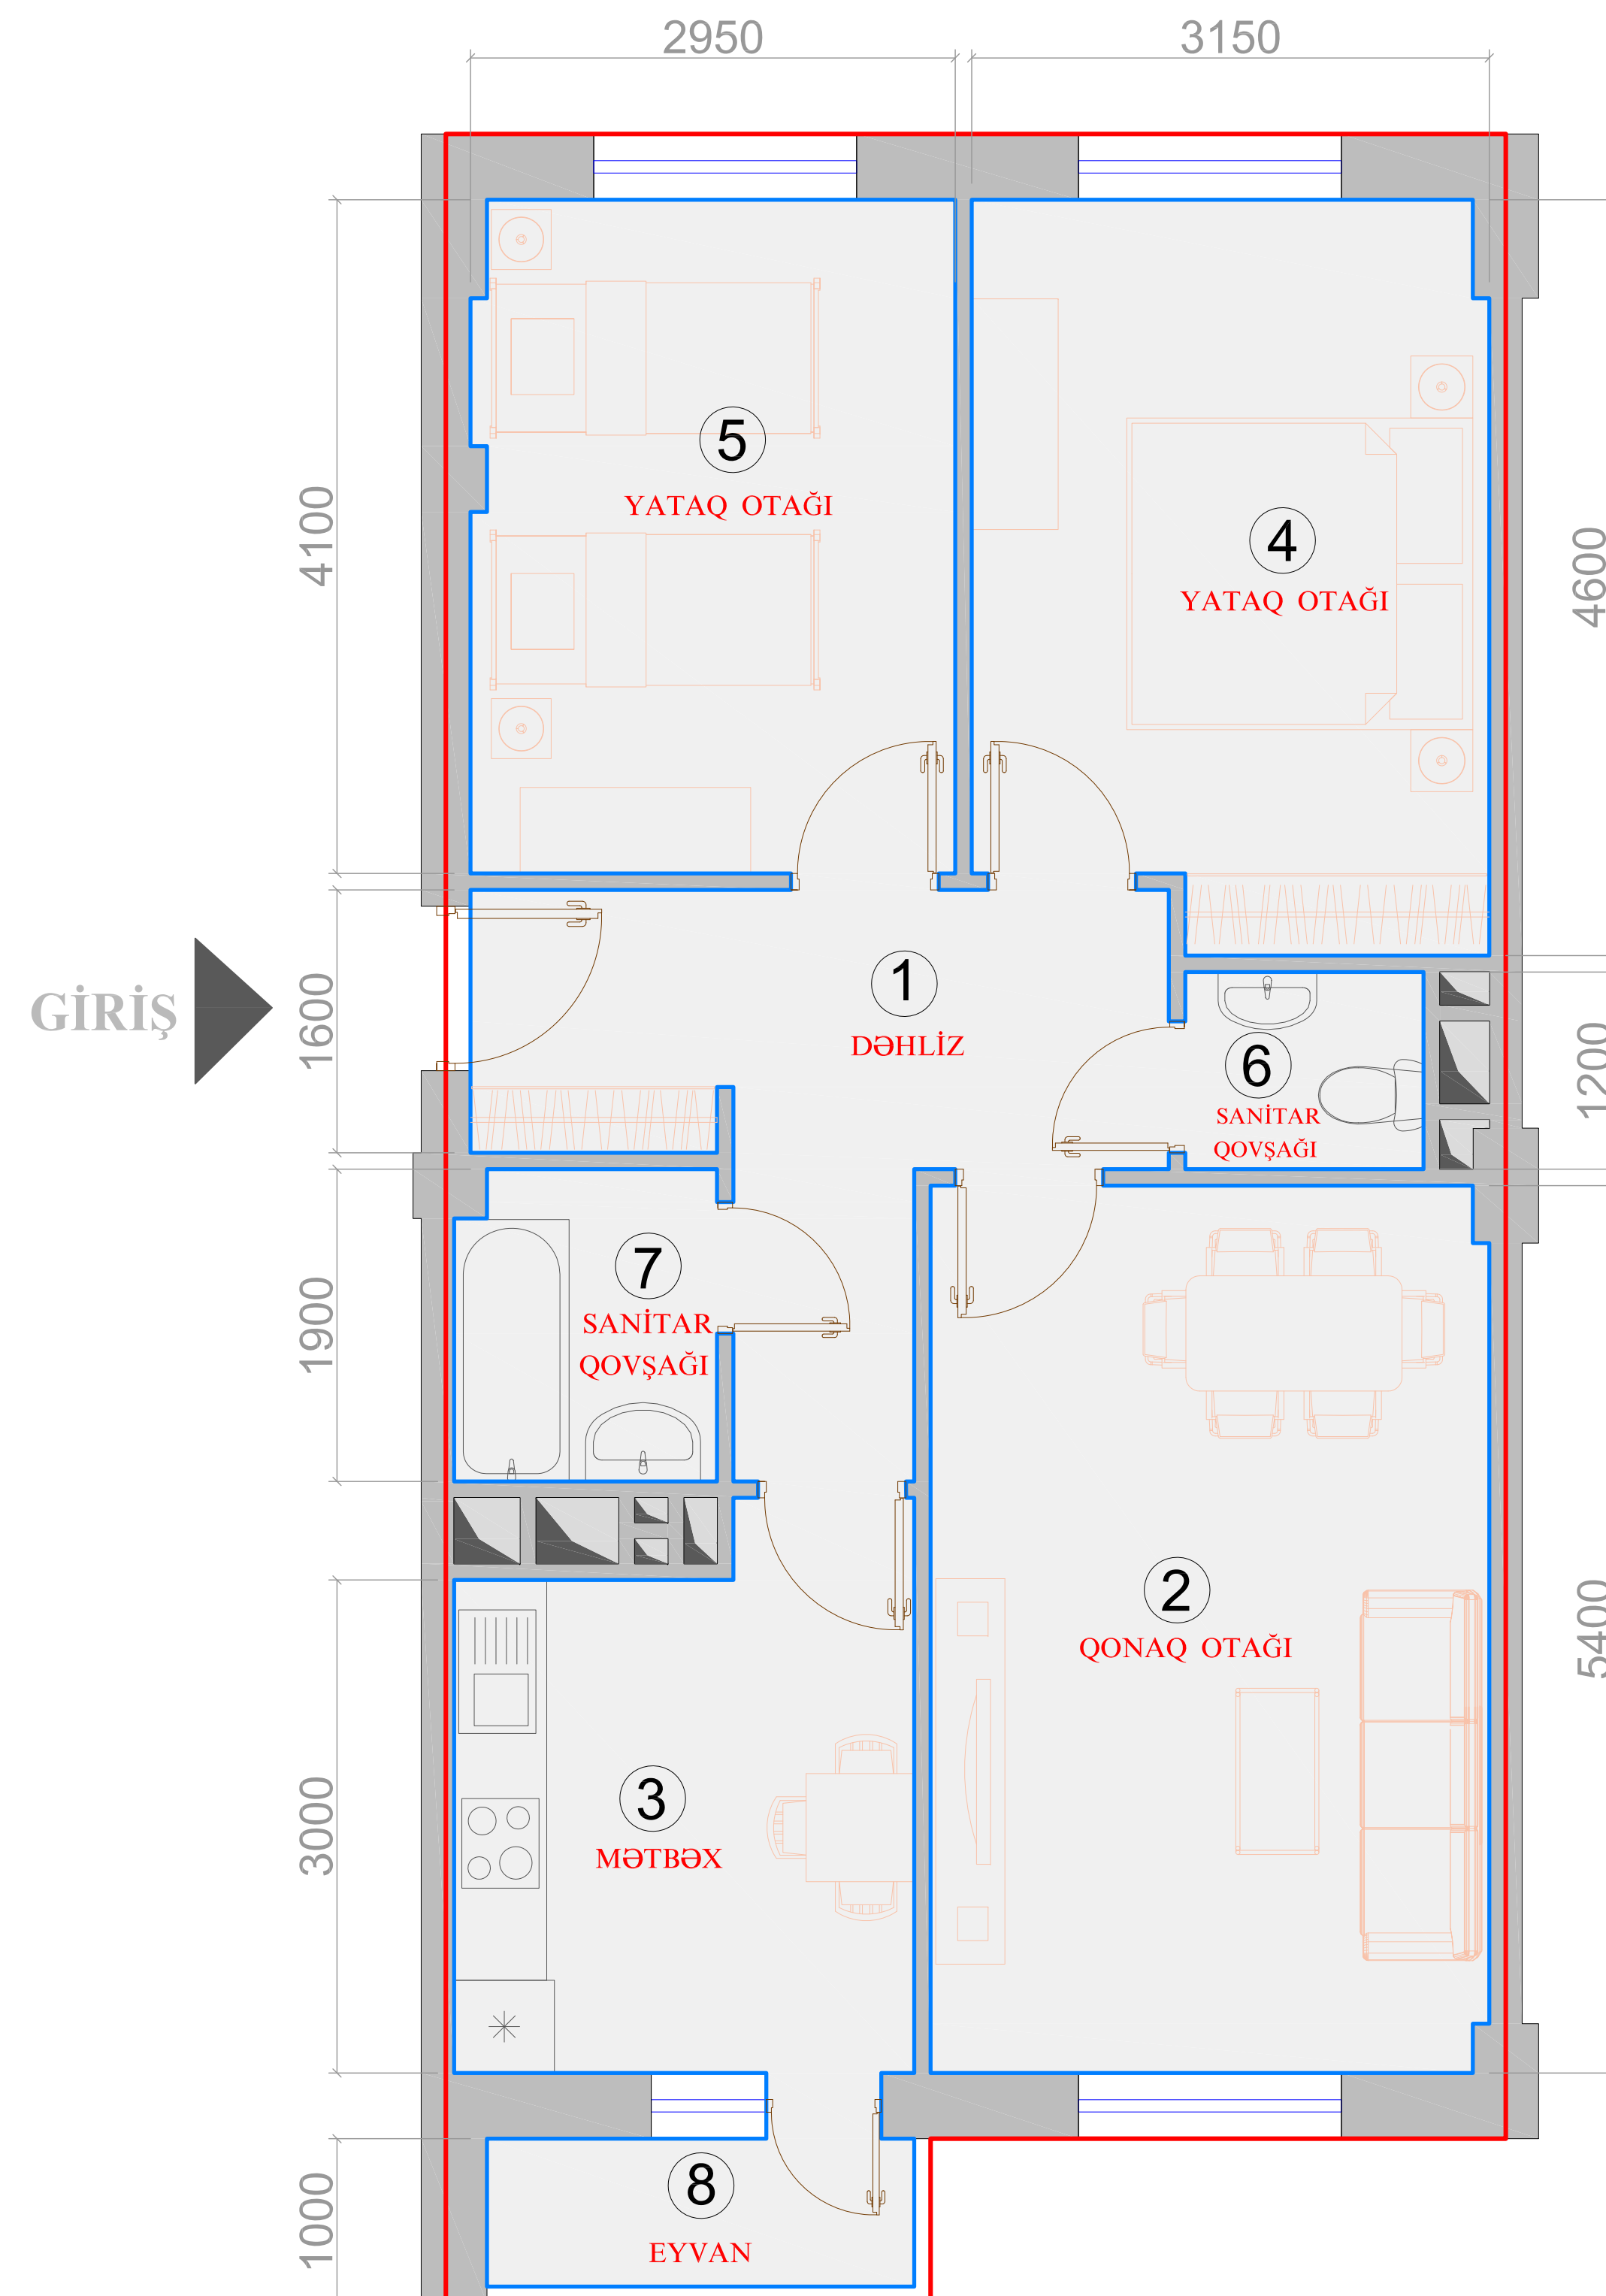 2950
3150
5
YATAQ OTAĞI
4100
4
YATAQ OTAĞI
4600
GİRİŞ
1600
1
DƏHLİZ
6
SANİTAR
QOVŞAĞI
1200
7
SANİTAR
QOVŞAĞI
1900
2
QONAQ OTAĞI
5400
3
MƏTBƏX
3000
8
EYVAN
1000